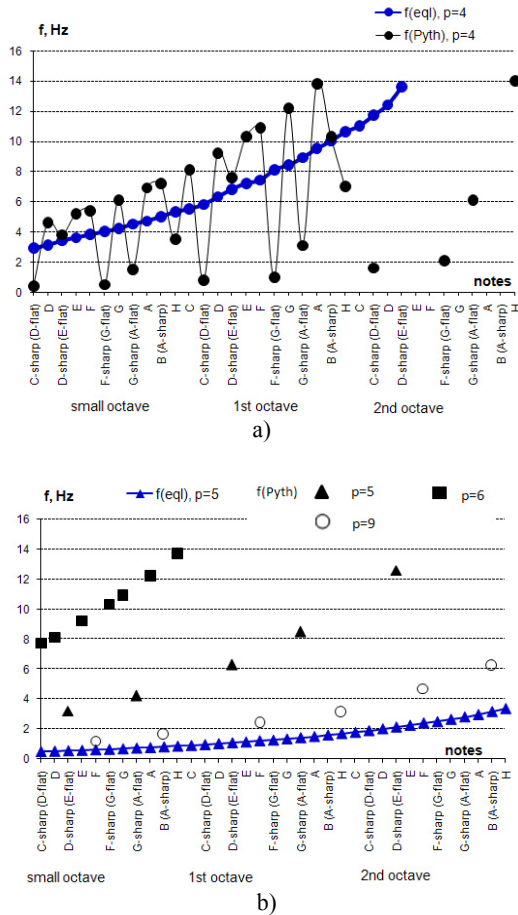 f, Hz
f(eql), p=4
f(Pyth), p=4
16
14
12
10
8
6
4
2
0
notes
C-sharp (D-flat)
D
D-sharp (E-flat)
E
F
F-sharp (G-flat)
G
G-sharp (A-flat)
A
B (A-sharp)
H
C
C-sharp (D-flat)
D
D-sharp (E-flat)
E
F
F-sharp (G-flat)
G
G-sharp (A-flat)
A
B (A-sharp)
H
C
C-sharp (D-flat)
D
D-sharp (E-flat)
E
F
F-sharp (G-flat)
G
G-sharp (A-flat)
A
B (A-sharp)
H
small octave 1st octave 2nd octave
a)
f, Hz f(eql), p=5 f(Pyth) p=5 p=6
p=9
16
14
12
10
8
6
4
2
0
notes
C-sharp (D-flat)
D
D-sharp (E-flat)
E
F
F-sharp (G-flat)
G
G-sharp (A-flat)
A
B (A-sharp)
H
C
C-sharp (D-flat)
D
D-sharp (E-flat)
E
F
F-sharp (G-flat)
G
G-sharp (A-flat)
A
B (A-sharp)
H
C
C-sharp (D-flat)
D
D-sharp (E-flat)
E
F
F-sharp (G-flat)
G
G-sharp (A-flat)
A
B (A-sharp)
H
small octave 1st octave 2nd octave
b)